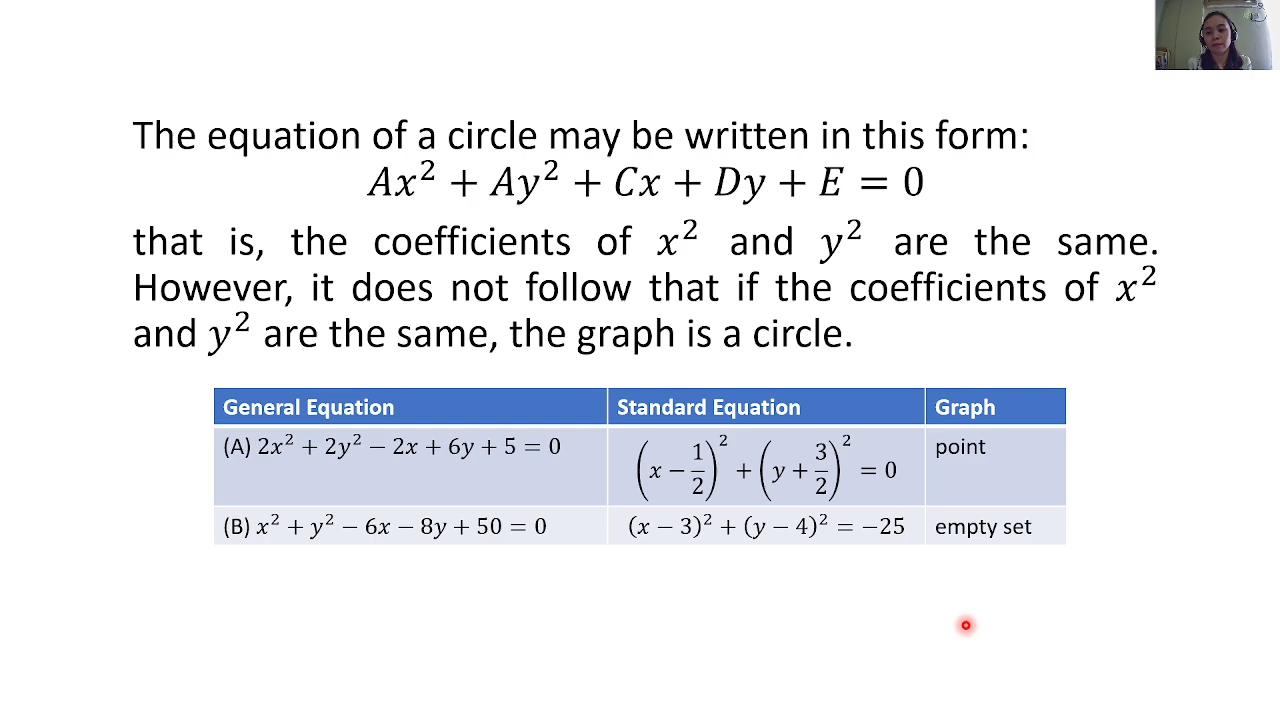 The equation of a circle may be written in this form:
𝐴𝑥² + 𝐴𝑦² + 𝐶𝑥 + 𝐷𝑦 + 𝐸 = 0
that is, the coefficients of 𝑥² and 𝑦² are the same.
However, it does not follow that if the coefficients of 𝑥²
and 𝑦² are the same, the graph is a circle.
General Equation Standard Equation Graph
(A) 2𝑥² + 2𝑦² − 2𝑥 + 6𝑦 + 5 = 0 (𝑥 − 1/2)² + (𝑦 + 3/2)² = 0 point
(B) 𝑥² + 𝑦² − 6𝑥 − 8𝑦 + 50 = 0 (𝑥 − 3)² + (𝑦 − 4)² = −25 empty set